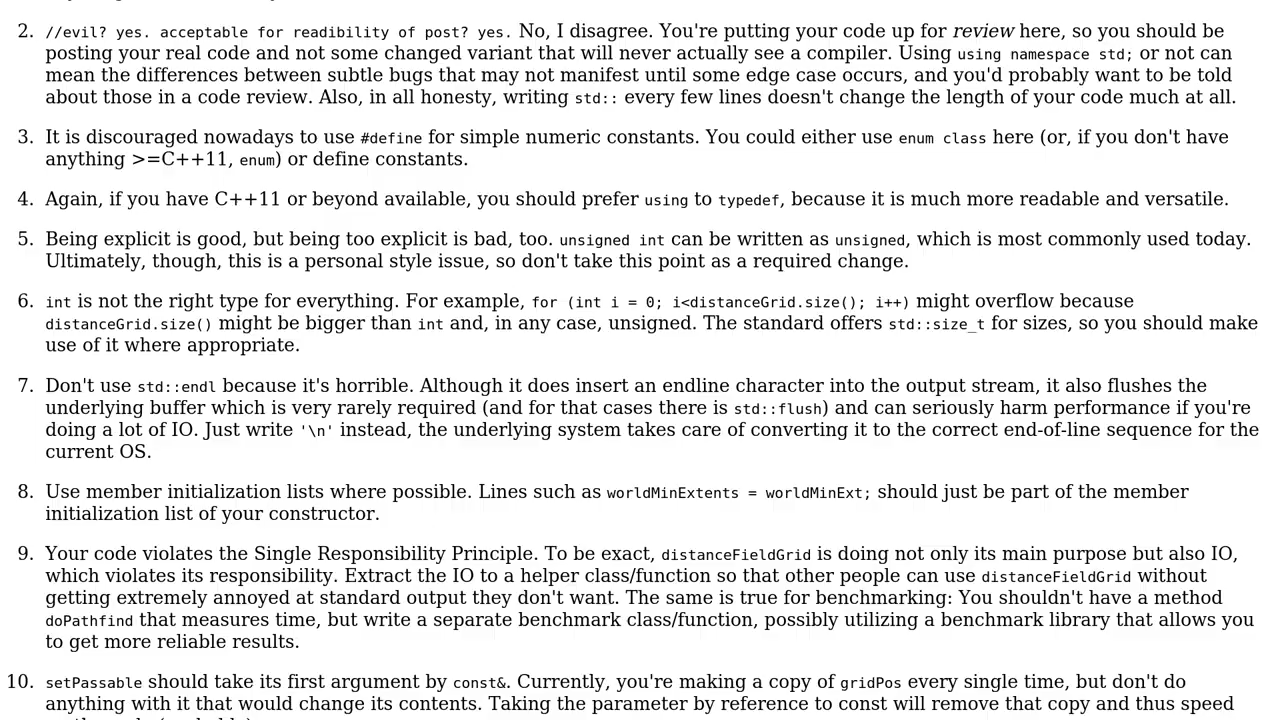 2. //evil? yes. acceptable for readibility of post? yes. No, I disagree. You're putting your code up for review here, so you should be
posting your real code and not some changed variant that will never actually see a compiler. Using using namespace std; or not can
mean the differences between subtle bugs that may not manifest until some edge case occurs, and you'd probably want to be told
about those in a code review. Also, in all honesty, writing std:: every few lines doesn't change the length of your code much at all.
3. It is discouraged nowadays to use #define for simple numeric constants. You could either use enum class here (or, if you don't have
anything >=C++11, enum) or define constants.
4. Again, if you have C++11 or beyond available, you should prefer using to typedef, because it is much more readable and versatile.
5. Being explicit is good, but being too explicit is bad, too. unsigned int can be written as unsigned, which is most commonly used today.
Ultimately, though, this is a personal style issue, so don't take this point as a required change.
6. int is not the right type for everything. For example, for (int i = 0; i<distanceGrid.size(); i++) might overflow because
distanceGrid.size() might be bigger than int and, in any case, unsigned. The standard offers std::size_t for sizes, so you should make
use of it where appropriate.
7. Don't use std::endl because it's horrible. Although it does insert an endline character into the output stream, it also flushes the
underlying buffer which is very rarely required (and for that cases there is std::flush) and can seriously harm performance if you're
doing a lot of IO. Just write '\n' instead, the underlying system takes care of converting it to the correct end-of-line sequence for the
current OS.
8. Use member initialization lists where possible. Lines such as worldMinExtents = worldMinExt; should just be part of the member
initialization list of your constructor.
9. Your code violates the Single Responsibility Principle. To be exact, distanceFieldGrid is doing not only its main purpose but also IO,
which violates its responsibility. Extract the IO to a helper class/function so that other people can use distanceFieldGrid without
getting extremely annoyed at standard output they don't want. The same is true for benchmarking: You shouldn't have a method
doPathfind that measures time, but write a separate benchmark class/function, possibly utilizing a benchmark library that allows you
to get more reliable results.
10. setPassable should take its first argument by const&. Currently, you're making a copy of gridPos every single time, but don't do
anything with it that would change its contents. Taking the parameter by reference to const will remove that copy and thus speed